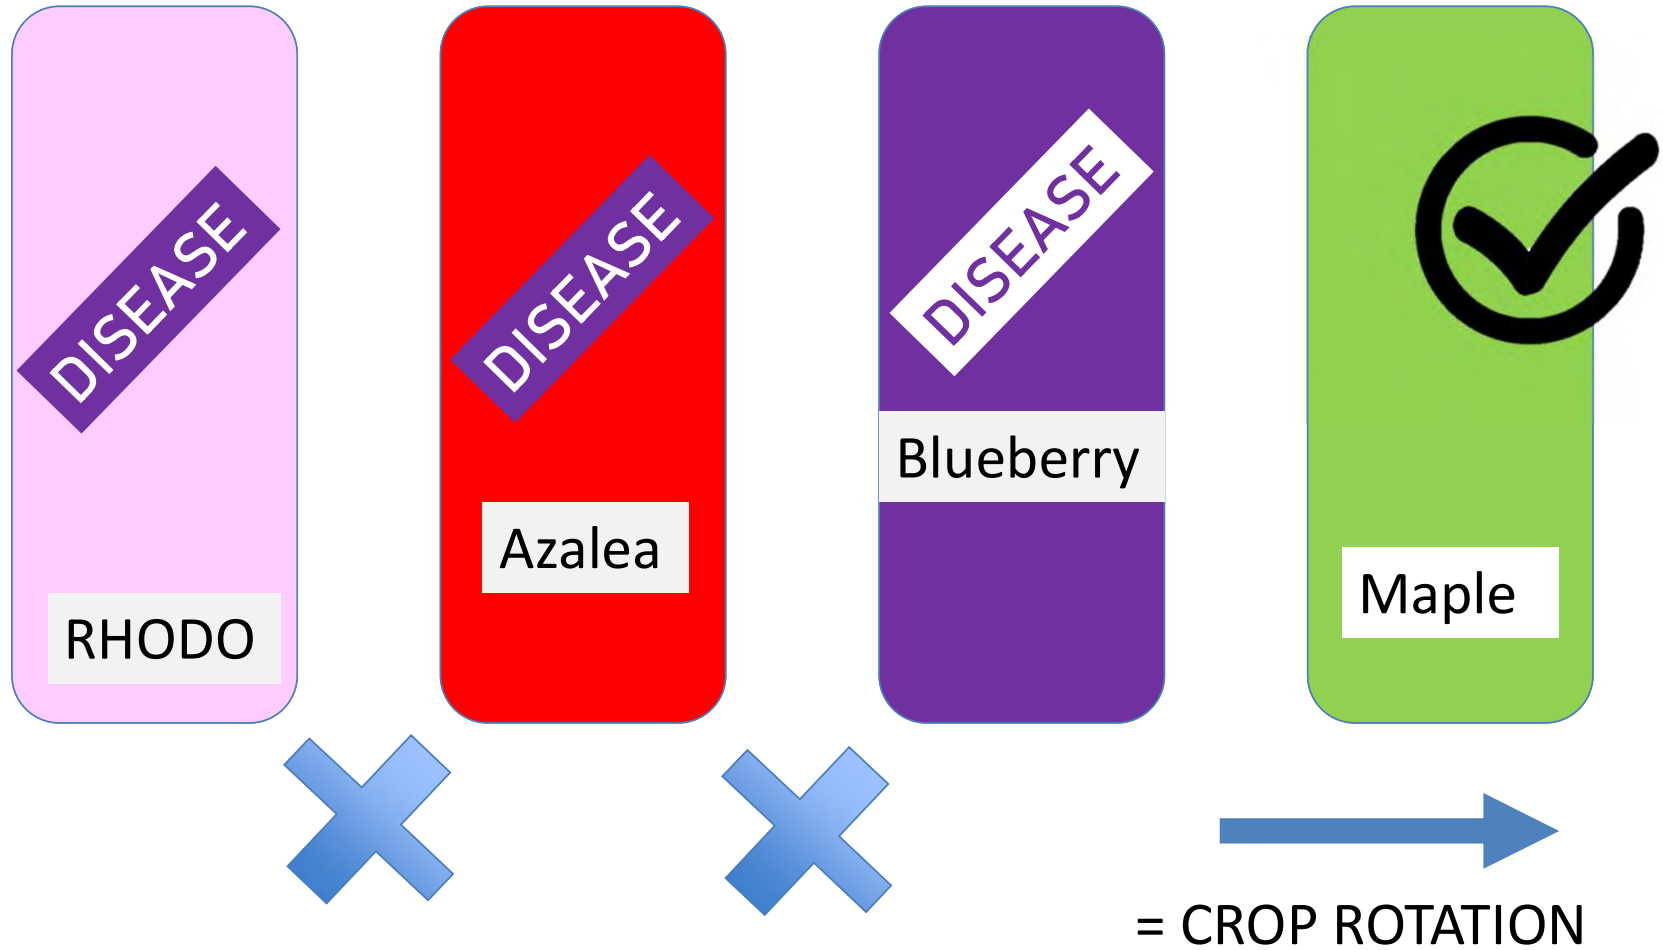 DISEASE
RHODO
DISEASE
Azalea
DISEASE
Blueberry
Maple
= CROP ROTATION